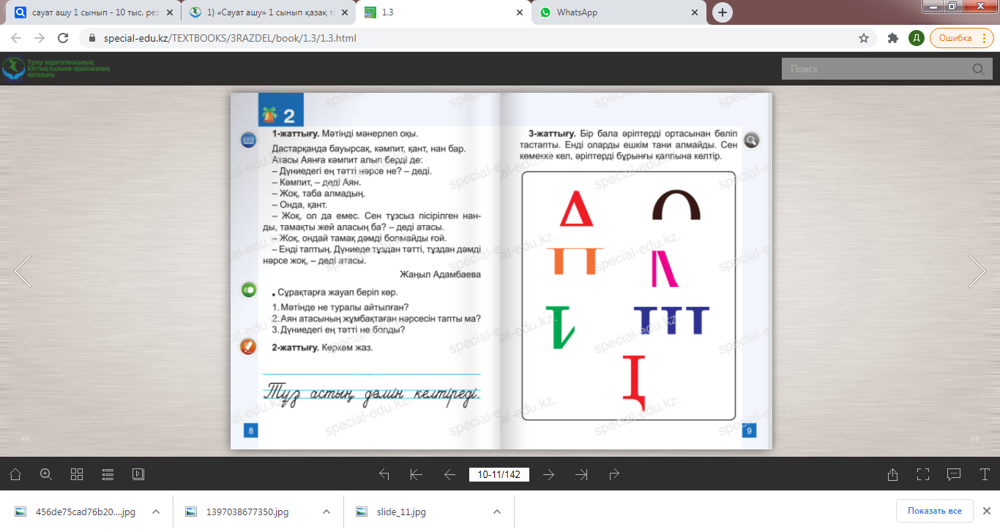 сауат ашу 1 сынып - 10 тыс. рез
1) «Сауат ашу» 1 сынып қазақ т
1.3
WhatsApp
special-edu.kz/TEXTBOOKS/3RAZDEL/book/1.3/1.3.html
Д
Ошибка
Түзеу педагогикасының
Ұлттық ғылыми-практикалық
орталығы
Поиск
2
1-жаттығу. Мәтінді мәнерлеп оқы.
Дастарқанда бауырсақ, кәмпит, қант, нан бар.
Атасы Аянға кәмпит алып берді де:
– Дүниедегі ең тәтті нәрсе не? – деді.
– Кәмпит, – деді Аян.
– Жоқ, таба алмадың.
– Онда, қант.
– Жоқ, ол да емес. Сен тұзсыз пісірілген нан-
ды, тамақты жей аласың ба? – деді атасы.
– Жоқ, ондай тамақ дәмді болмайды ғой.
– Енді таптың. Дүниеде тұздан тәтті, тұздан дәмді
нәрсе жоқ, – деді атасы.
Жаңыл Адамбаева
• Сұрақтарға жауап беріп көр.
1. Мәтінде не туралы айтылған?
2. Аян атасының жұмбақтаған нәрсесін тапты ма?
3. Дүниедегі ең тәтті не болды?
2-жаттығу. Көркем жаз.
Тұз астың дәмін келтіреді.
8
3-жаттығу. Бір бала әріптерді ортасынан бөліп
тастапты. Енді оларды ешкім тани алмайды. Сен
көмекке кел, әріптерді бұрынғы қалпына келтір.
9
special-edu.kz.
10-11/142
456de75cad76b20....jpg
1397038677350.jpg
slide_11.jpg
Показать все